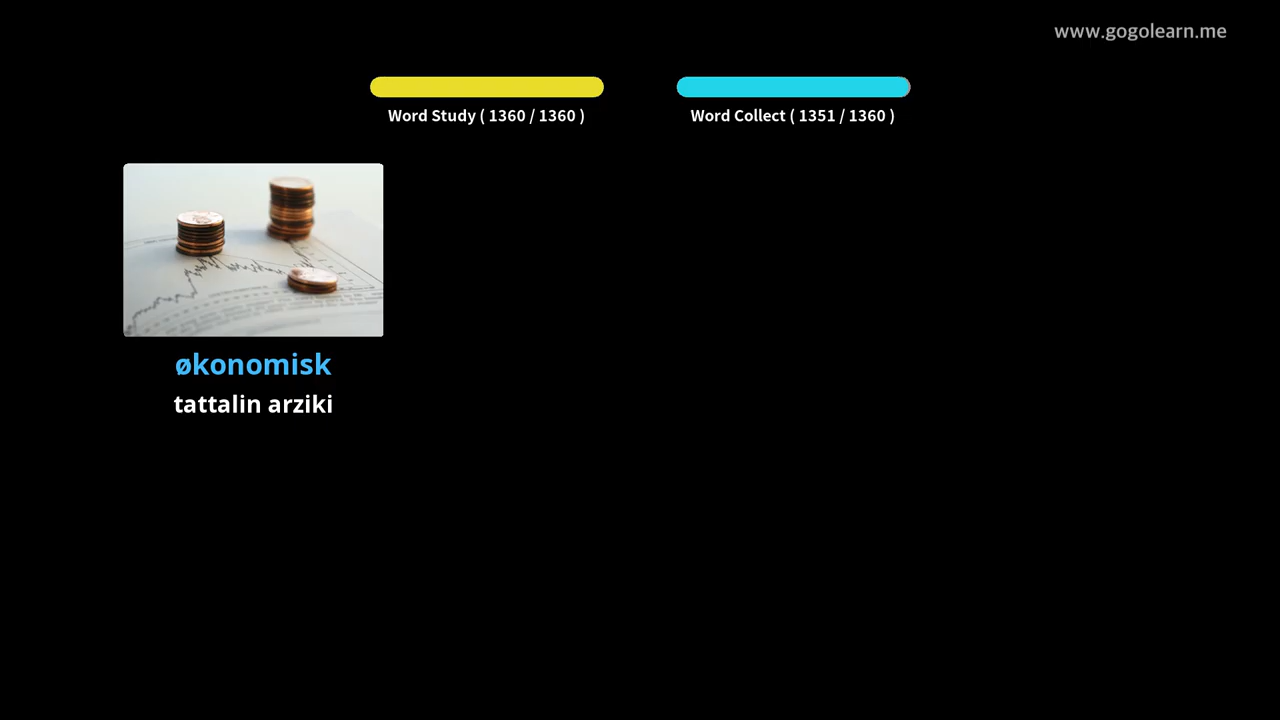 www.gogolearn.me
Word Study ( 1360 / 1360 )
Word Collect ( 1351 / 1360 )
økonomisk
tattalin arziki